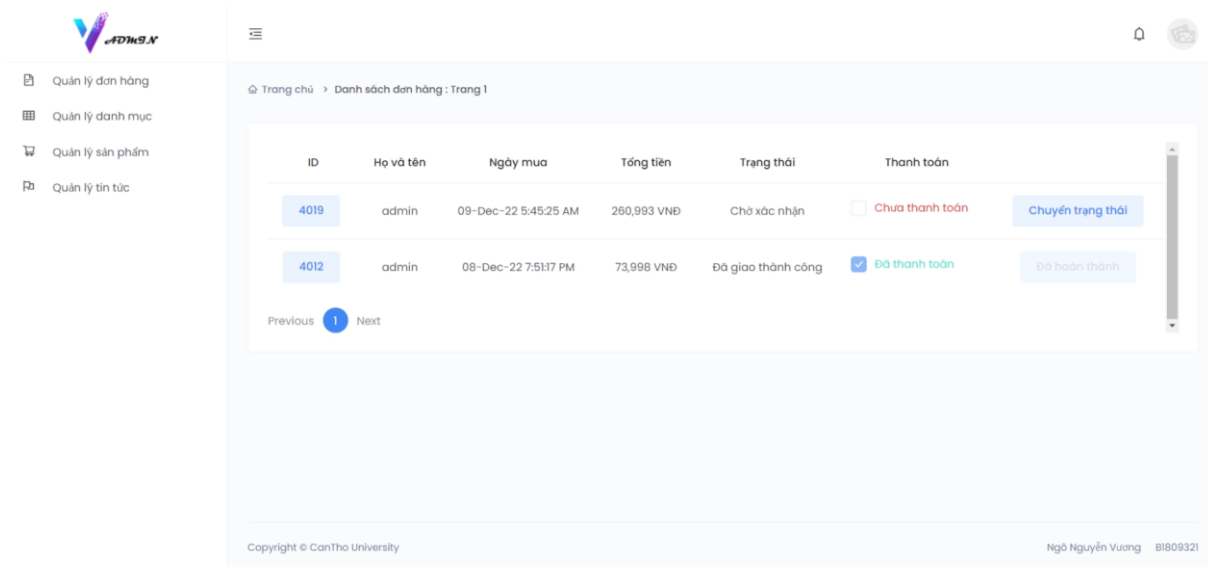 V ADMIN
Quản lý đơn hàng
Quản lý danh mục
Quản lý sản phẩm
Quản lý tin tức
Trang chủ > Danh sách đơn hàng : Trang 1
ID Họ và tên Ngày mua Tổng tiền Trạng thái Thanh toán
4019 admin 09-Dec-22 5:45:25 AM 260,993 VNĐ Chờ xác nhận Chưa thanh toán Chuyển trạng thái
4012 admin 08-Dec-22 7:51:17 PM 73,998 VNĐ Đã giao thành công Đã thanh toán Đã hoàn thành
Previous 1 Next
Copyright © CanTho University Ngô Nguyễn Vương B1809321